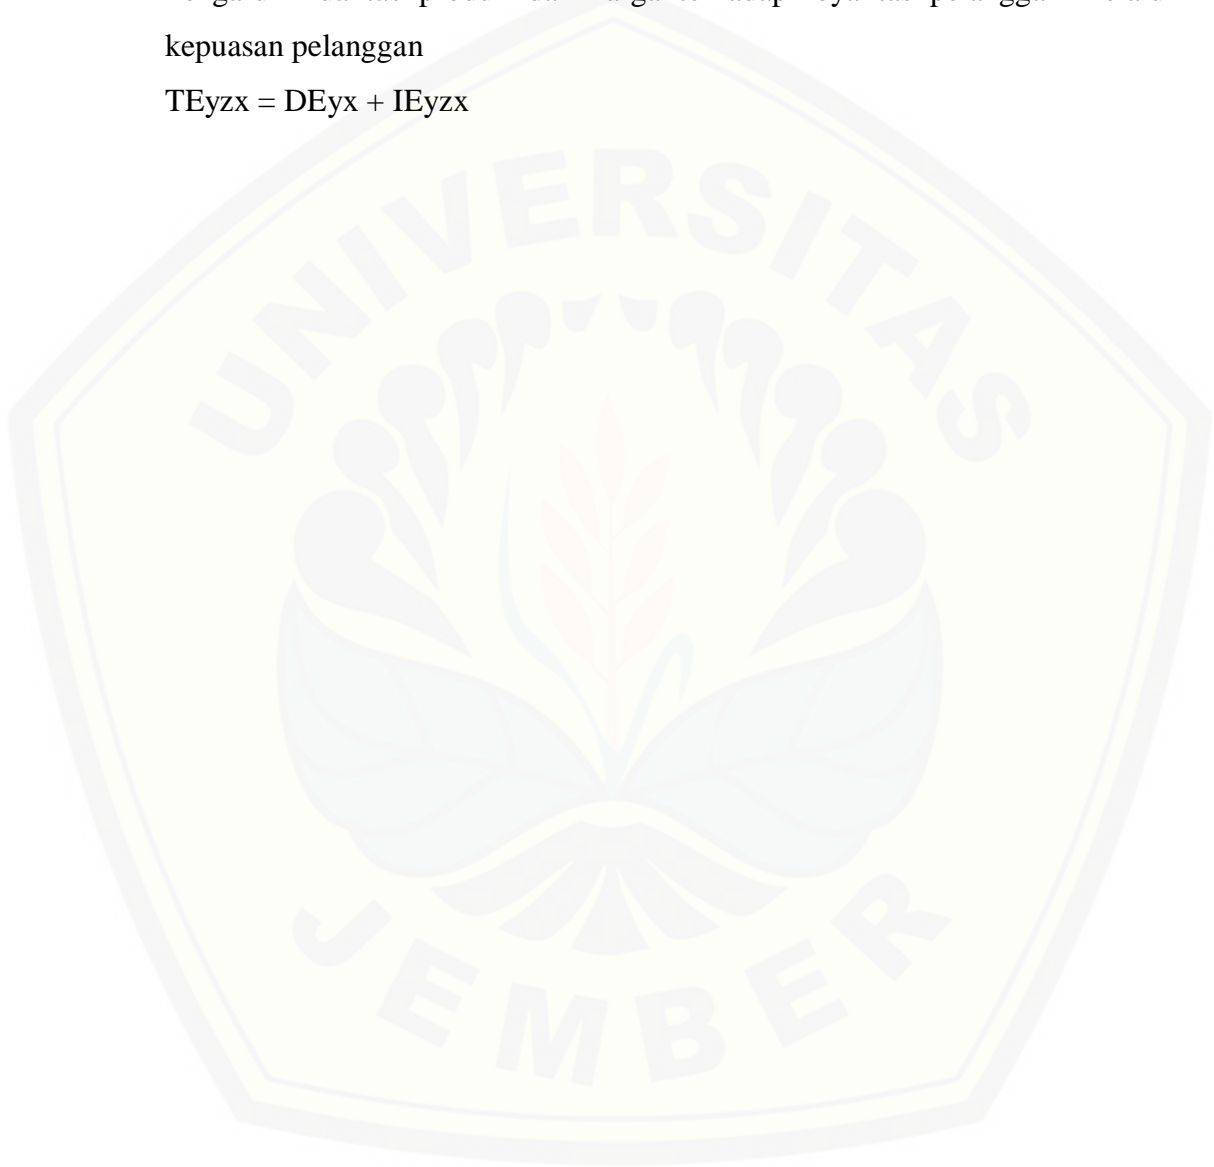 kepuasan pelanggan
TEyzx = DEyx + IEyzx
UNIVERSITAS
JEMBER